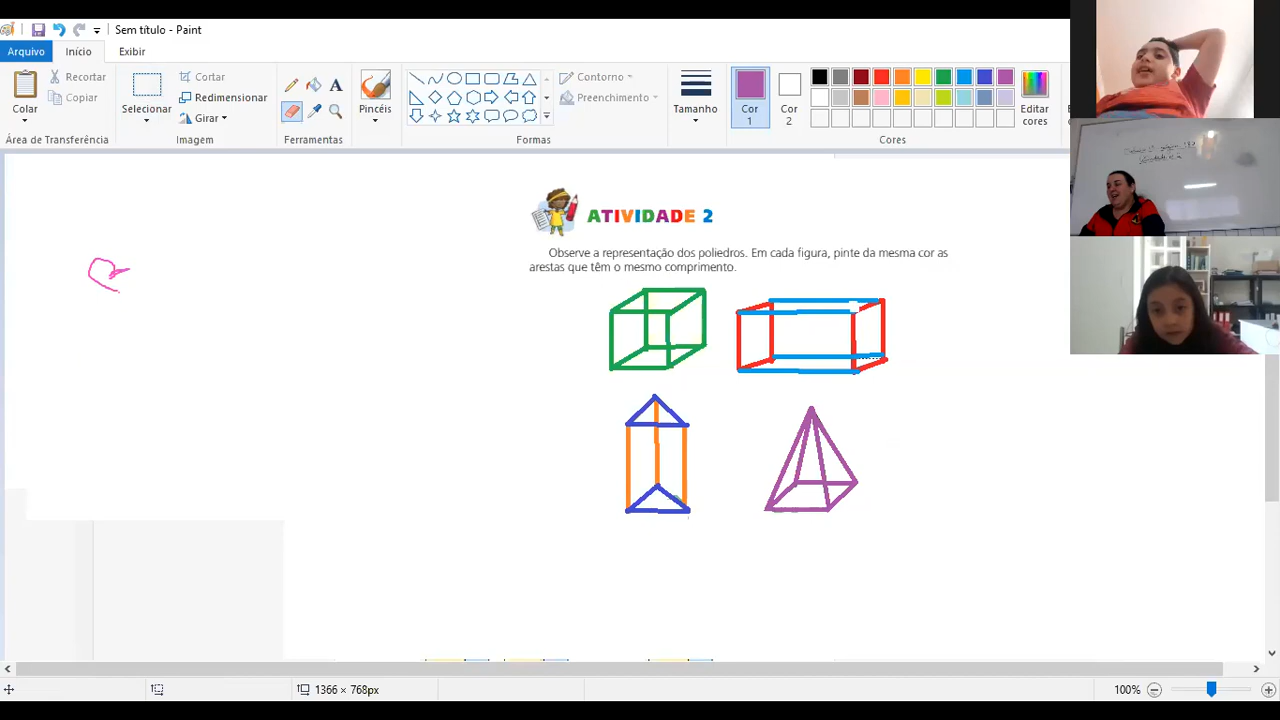 Sem título - Paint
Arquivo
Início
Exibir
Colar
Recortar
Copiar
Área de Transferência
Selecionar
Cortar
Redimensionar
Girar
Imagem
A
Ferramentas
Pincéis
Formas
Contorno
Preenchimento
Tamanho
Cor
1
Cor
2
Editar
cores
Cores
ATIVIDADE 2
Observe a representação dos poliedros. Em cada figura, pinte da mesma cor as
arestas que têm o mesmo comprimento.
1366 × 768px
100%